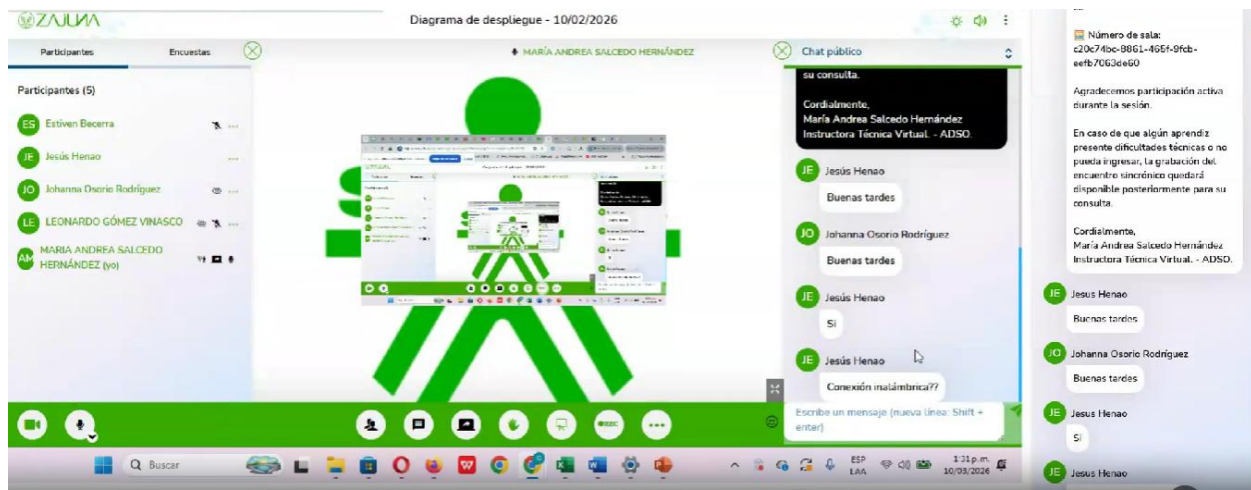 ZAJUNA
Diagrama de despliegue - 10/02/2026
Participantes
Encuestas
MARÍA ANDREA SALCEDO HERNÁNDEZ
Chat público
Participantes (5)
ES Estiven Becerra
JE Jesús Henao
JO Johanna Osorio Rodríguez
LE LEONARDO GÓMEZ VINASCO
AM MARIA ANDREA SALCEDO
HERNÁNDEZ (yo)
su consulta.
Cordialmente,
María Andrea Salcedo Hernández
Instructora Técnica Virtual. - ADSO.
JE Jesús Henao
Buenas tardes
JO Johanna Osorio Rodríguez
Buenas tardes
JE Jesús Henao
Si
JE Jesús Henao
Conexión inalámbrica??
Escribe un mensaje (nueva línea: Shift +
enter)
REC
Buscar
ESP
LAA
1:31 p.m.
10/03/2026
Número de sala:
c20c74bc-8861-465f-9fcb-
eefb7063de60
Agradecemos participación activa
durante la sesión.
En caso de que algún aprendiz
presente dificultades técnicas o no
pueda ingresar, la grabación del
encuentro sincrónico quedará
disponible posteriormente para su
consulta.
Cordialmente,
María Andrea Salcedo Hernández
Instructora Técnica Virtual. - ADSO.
JE Jesus Henao
Buenas tardes
JO Johanna Osorio Rodríguez
Buenas tardes
JE Jesus Henao
Si
JE Jesus Henao